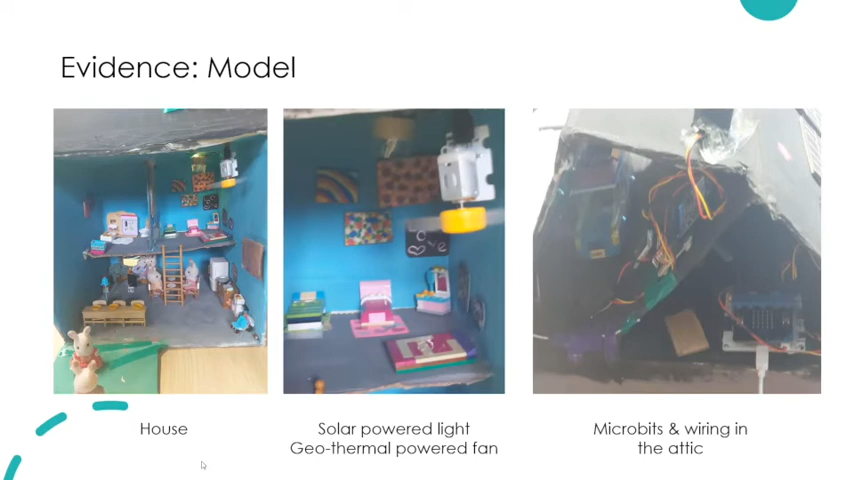 Evidence: Model
House
Solar powered light
Geo-thermal powered fan
Microbits & wiring in
the attic